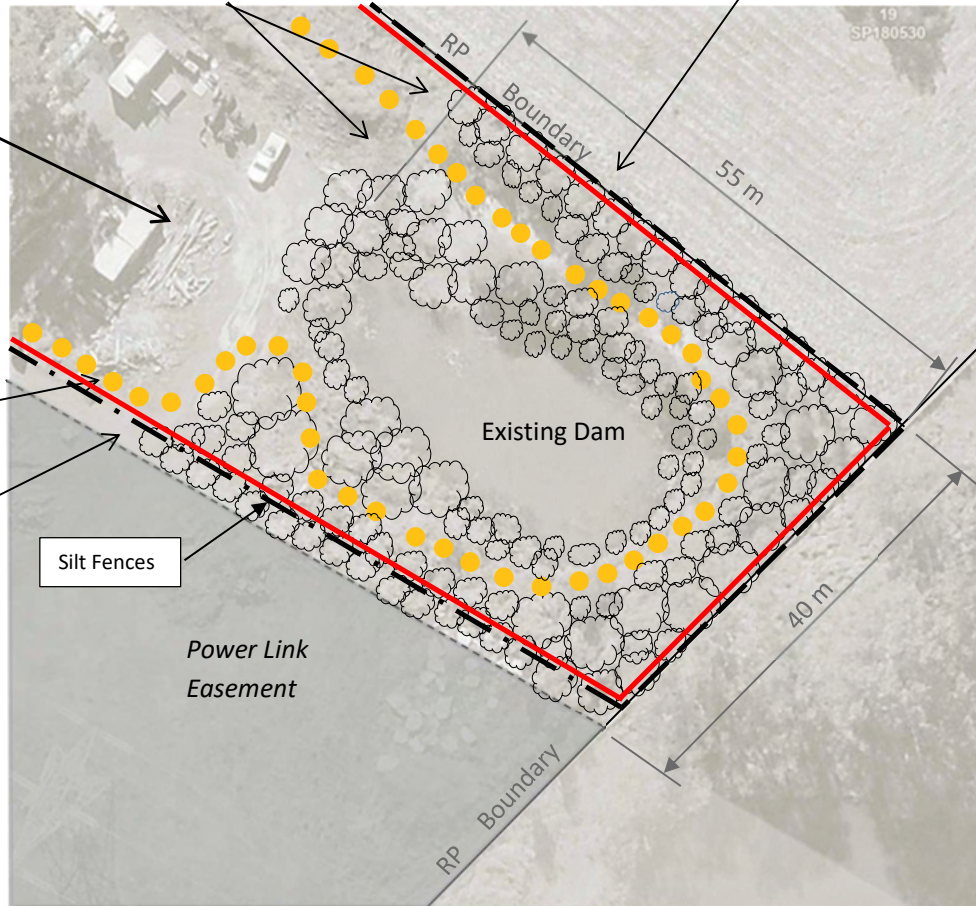 19
SP180530
RP
Boundary
55 m
Existing Dam
Silt Fences
40 m
Power Link
Easement
RP Boundary